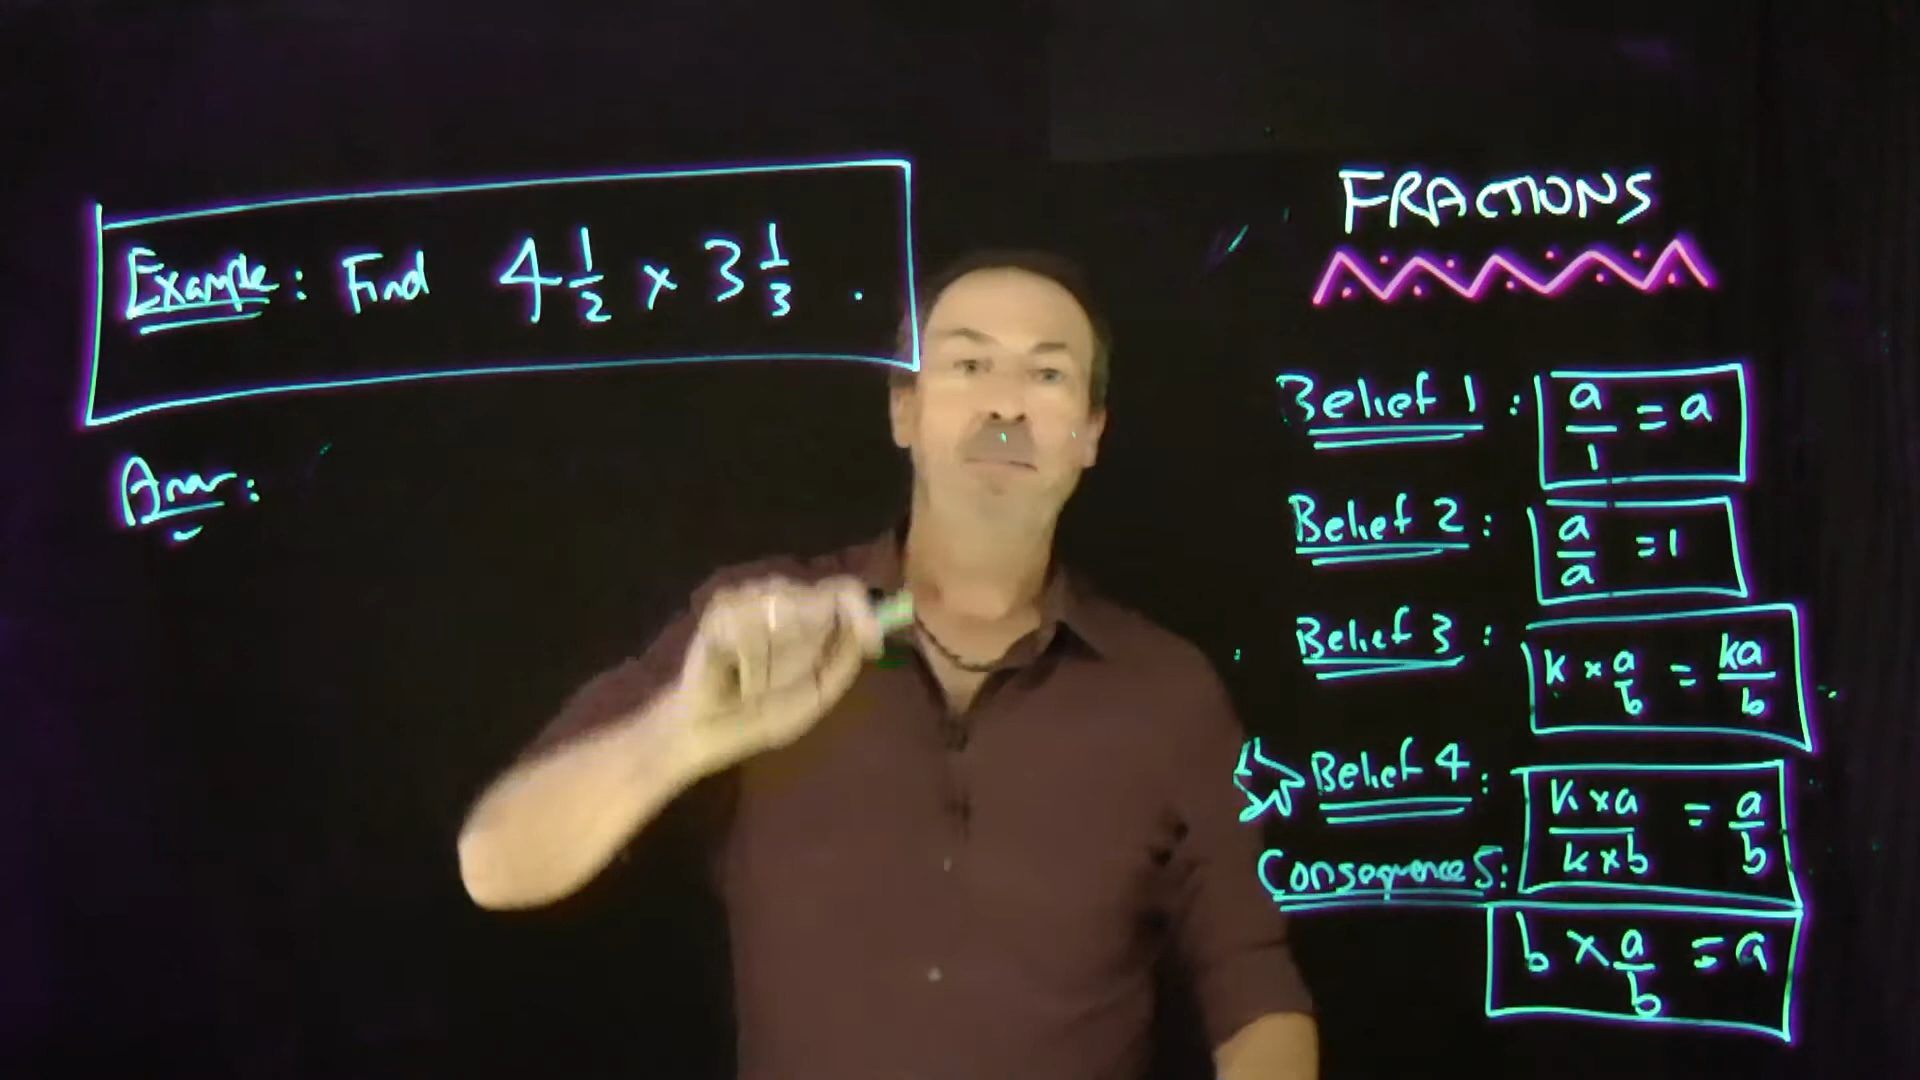 Example: Find 4 1/2 x 3 1/3 .
Answ:
FRACTIONS
Belief 1: a/1 = a
Belief 2: a/a = 1
Belief 3: k x a/b = ka/b
Belief 4: k x a / k x b = a/b
Consequence 5: b x a/b = a